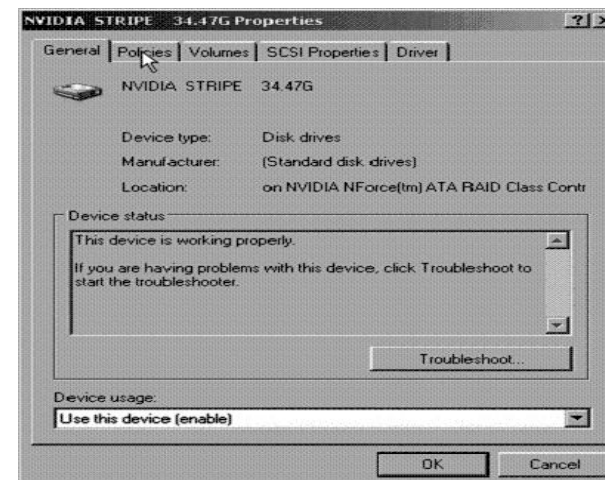 NVIDIA STRIPE 34.47G Properties
General Policies Volumes SCSI Properties Driver
NVIDIA STRIPE 34.47G
Device type: Disk drives
Manufacturer: (Standard disk drives)
Location: on NVIDIA NForce(tm) ATA RAID Class Contr
Device status
This device is working properly.
If you are having problems with this device, click Troubleshoot to
start the troubleshooter.
Troubleshoot...
Device usage:
Use this device (enable)
OK Cancel